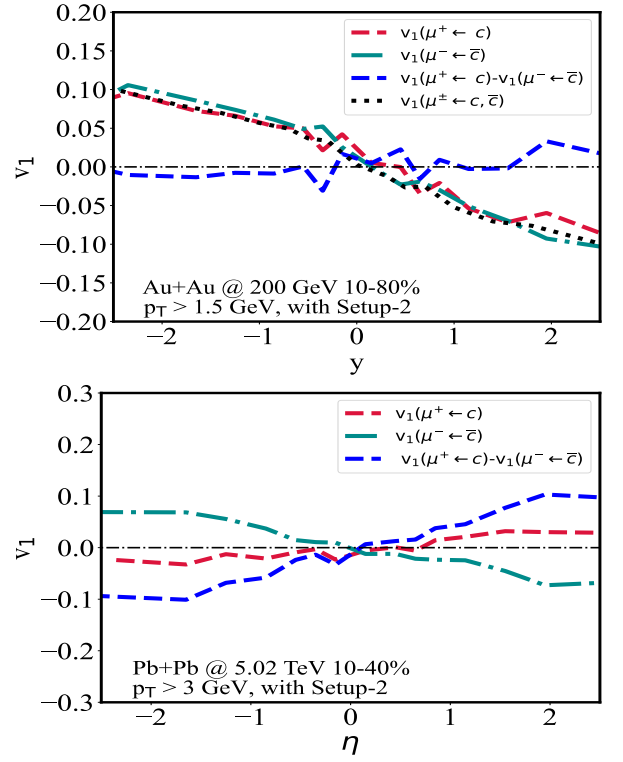 0.20
0.15
0.10
0.05
0.00
−0.05
−0.10
−0.15
−0.20
v₁
v₁(μ⁺ ← c)
v₁(μ⁻ ← c̅)
v₁(μ⁺ ← c)-v₁(μ⁻ ← c̅)
v₁(μ^± ← c, c̅)
Au+Au @ 200 GeV 10-80%
p_T > 1.5 GeV, with Setup-2
−2 −1 0 1 2
y
0.3
0.2
0.1
0.0
−0.1
−0.2
−0.3
v₁
v₁(μ⁺ ← c)
v₁(μ⁻ ← c̅)
v₁(μ⁺ ← c)-v₁(μ⁻ ← c̅)
Pb+Pb @ 5.02 TeV 10-40%
p_T > 3 GeV, with Setup-2
−2 −1 0 1 2
η